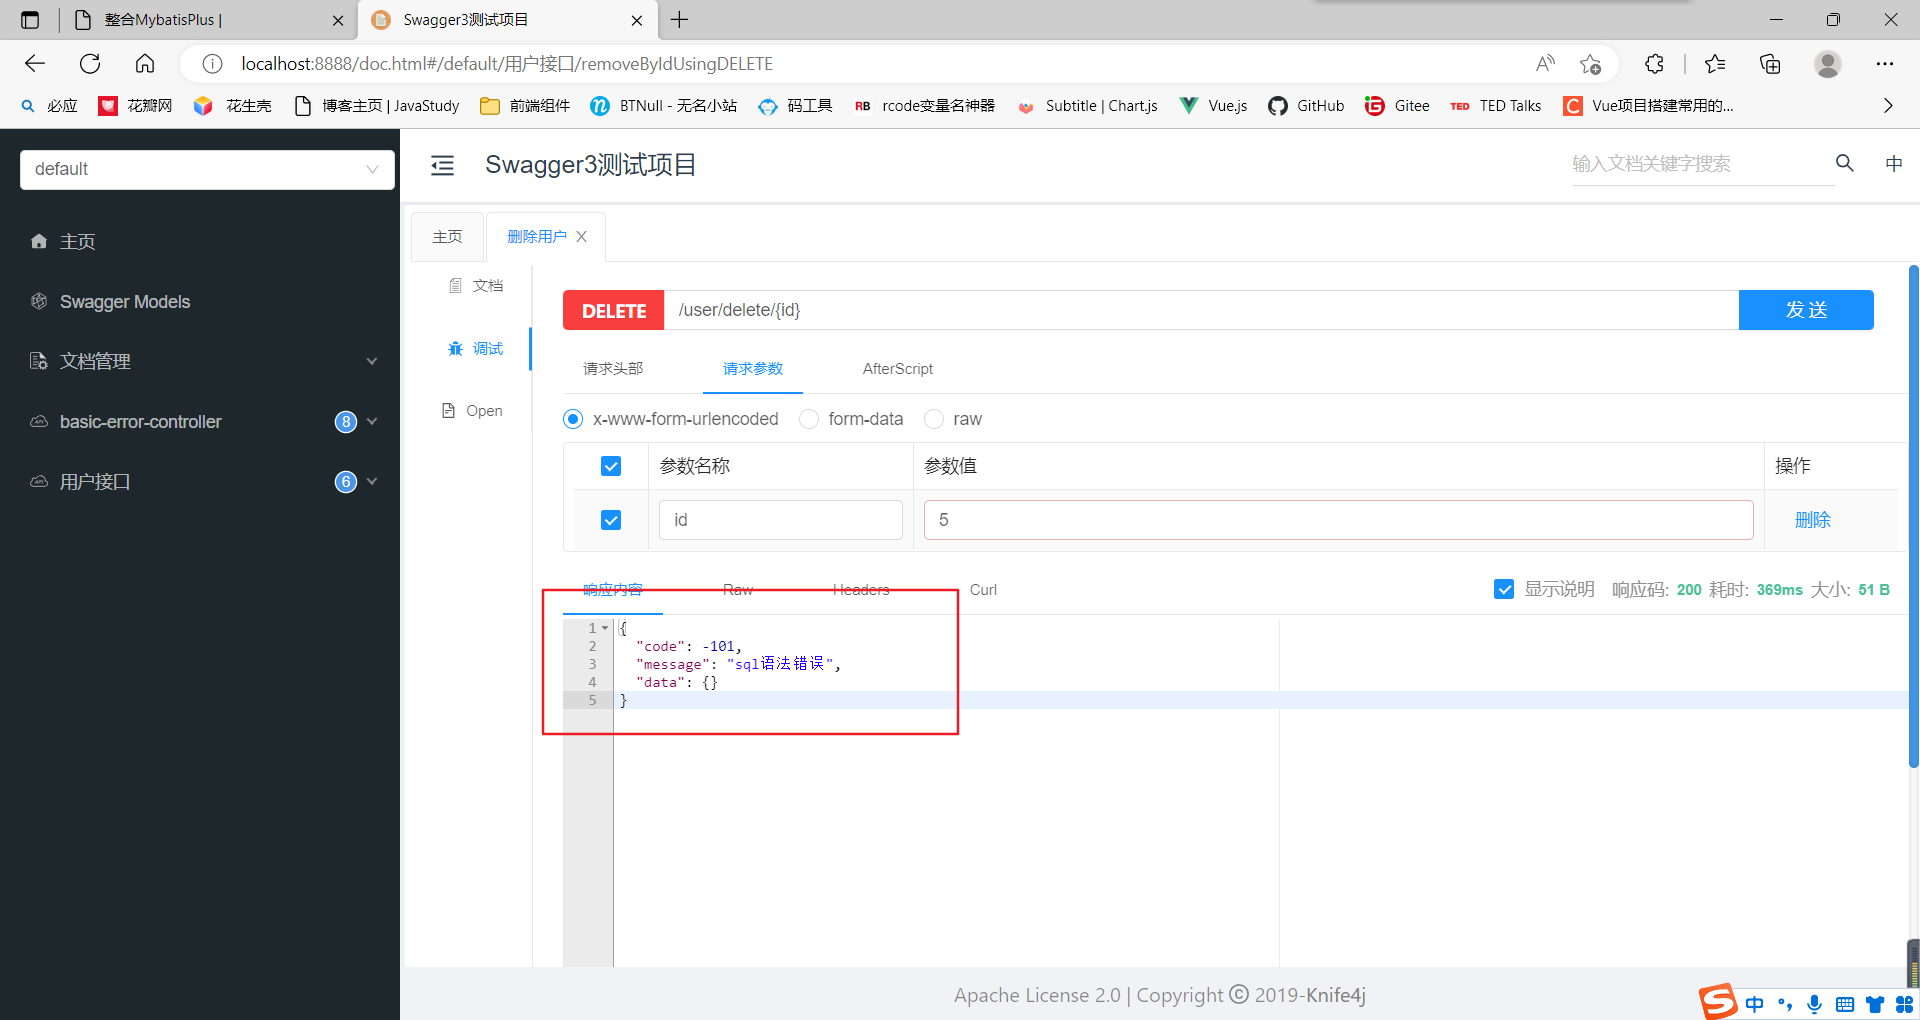 整合MybatisPlus |
Swagger3测试项目
localhost:8888/doc.html#/default/用户接口/removeByIdUsingDELETE
必应
花瓣网
花生壳
博客主页 | JavaStudy
前端组件
BTNull - 无名小站
码工具
RB rcode变量名神器
Subtitle | Chart.js
Vue.js
GitHub
Gitee
TED TED Talks
Vue项目搭建常用的...
default
Swagger3测试项目
输入文档关键字搜索
中
主页
Swagger Models
文档管理
basic-error-controller 8
用户接口 6
主页
删除用户
文档
调试
Open
DELETE /user/delete/{id} 发 送
请求头部 请求参数 AfterScript
x-www-form-urlencoded form-data raw
参数名称 参数值 操作
id 5 删除
响应内容 Raw Headers Curl 显示说明 响应码: 200 耗时: 369ms 大小: 51 B
1 {
2 "code": -101,
3 "message": "sql语法错误",
4 "data": {}
5 }
Apache License 2.0 | Copyright © 2019-Knife4j
中